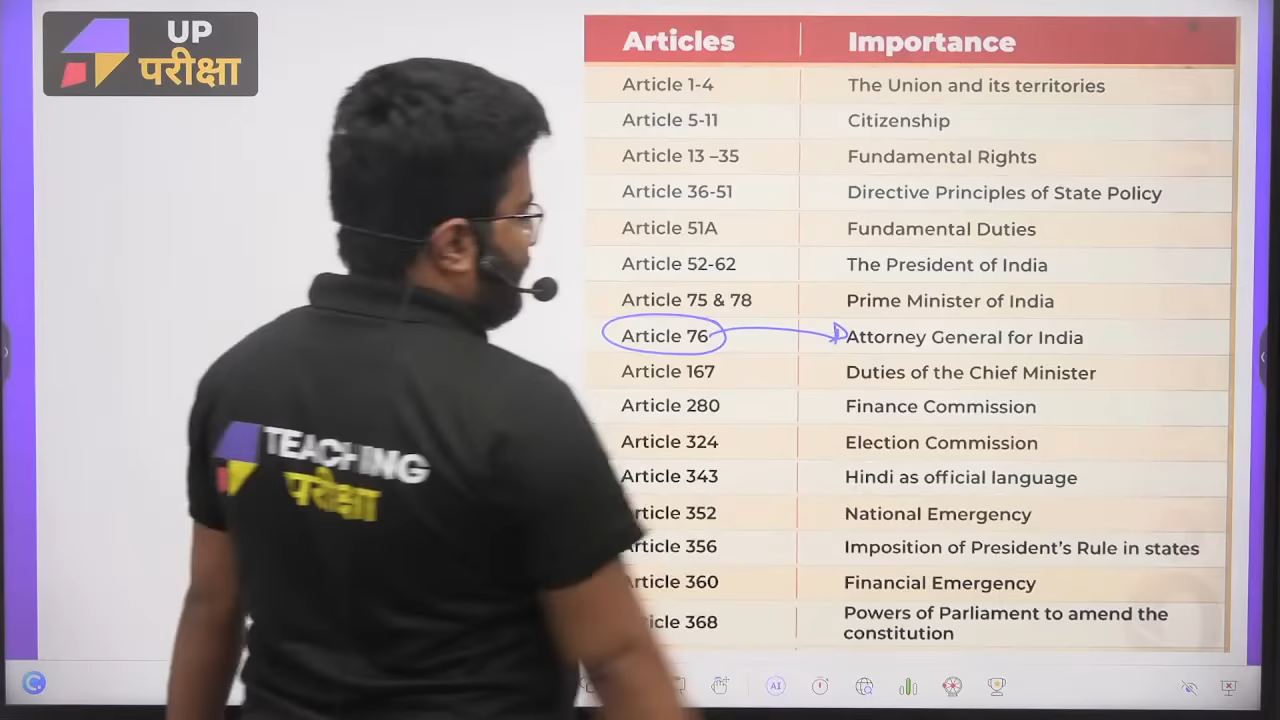 UP
परीक्षा
Articles Importance
Article 1-4 The Union and its territories
Article 5-11 Citizenship
Article 13 –35 Fundamental Rights
Article 36-51 Directive Principles of State Policy
Article 51A Fundamental Duties
Article 52-62 The President of India
Article 75 & 78 Prime Minister of India
Article 76 Attorney General for India
Article 167 Duties of the Chief Minister
Article 280 Finance Commission
Article 324 Election Commission
Article 343 Hindi as official language
Article 352 National Emergency
rticle 356 Imposition of President's Rule in states
rticle 360 Financial Emergency
icle 368 Powers of Parliament to amend the
constitution
TEACHING
परीक्षा
AI